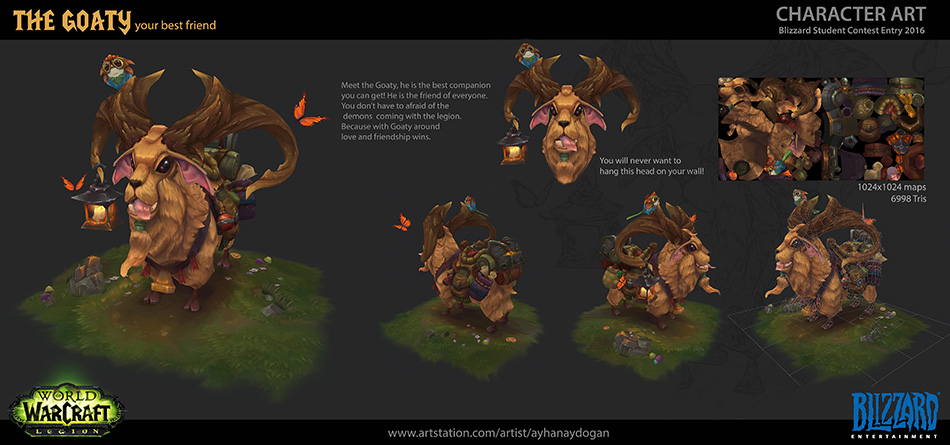 THE GOATY your best friend
CHARACTER ART
Blizzard Student Contest Entry 2016
Meet the Goaty, he is the best companion
you can get! He is the friend of everyone.
You don't have to afraid of the
demons coming with the legion.
Because with Goaty around
love and friendship wins.
You will never want to
hang this head on your wall!
1024x1024 maps
6998 Tris
WORLD
WARCRAFT
LEGION
www.artstation.com/artist/ayhanaydogan
BLIZZARD
ENTERTAINMENT